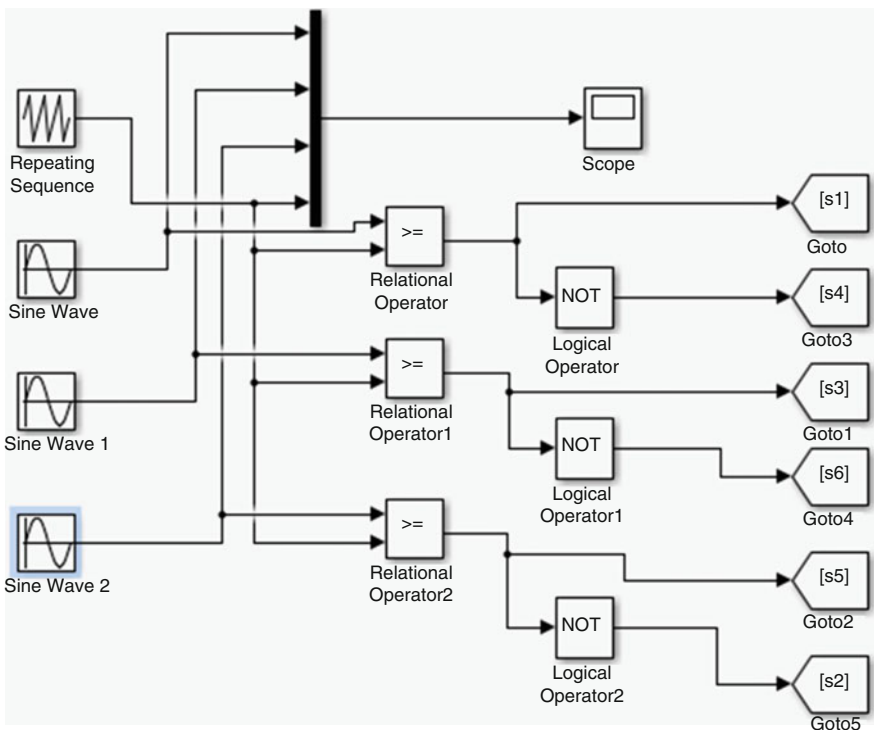 Repeating
Sequence
Scope
[s1]
Goto
>=
Relational
Operator
Sine Wave
NOT
Logical
Operator
[s4]
Goto3
>=
Relational
Operator1
[s3]
Goto1
Sine Wave 1
NOT
Logical
Operator1
[s6]
Goto4
>=
Relational
Operator2
Sine Wave 2
[s5]
Goto2
NOT
Logical
Operator2
[s2]
Goto5